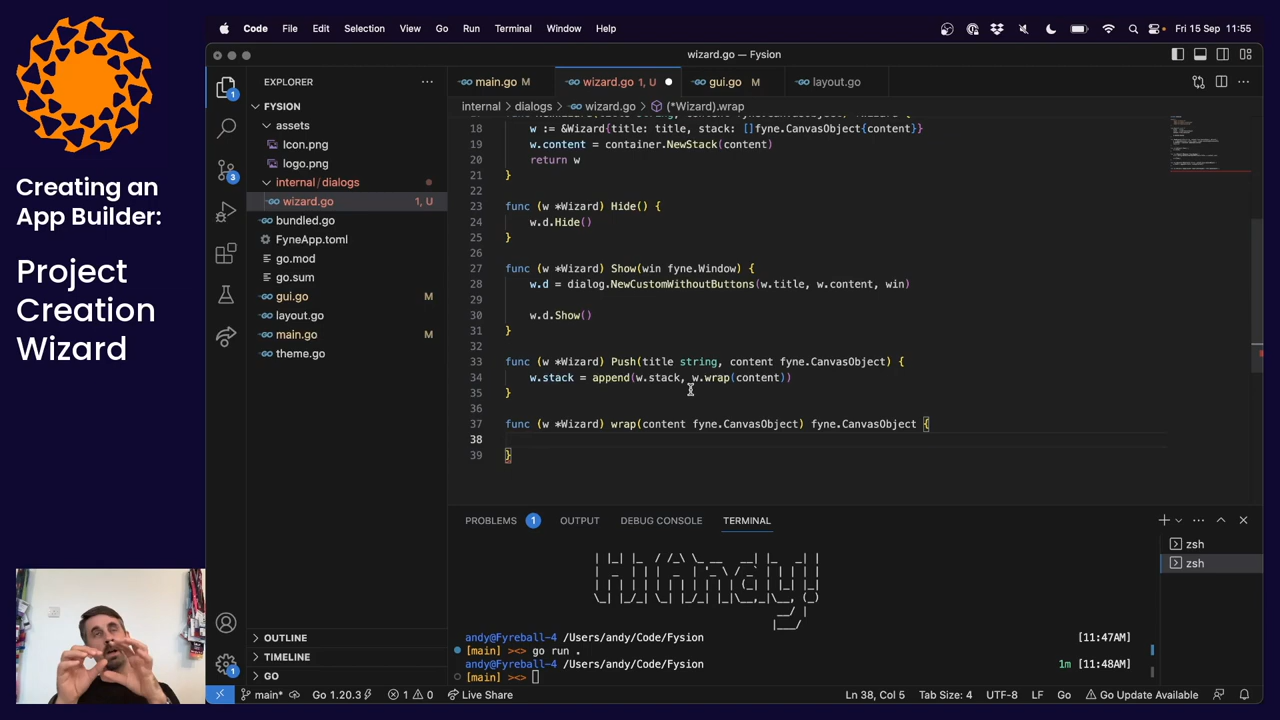 Code File Edit Selection View Go Run Terminal Window Help Fri 15 Sep 11:55
wizard.go — Fysion
EXPLORER
FYSION
assets
Icon.png
logo.png
internal / dialogs
wizard.go 1, U
bundled.go
FyneApp.toml
go.mod
go.sum
gui.go M
layout.go
main.go M
theme.go
OUTLINE
TIMELINE
GO
Creating an
App Builder:
Project
Creation
Wizard
main.go M wizard.go 1, U gui.go M layout.go
internal dialogs wizard.go (*Wizard).wrap
18 w := &Wizard{title: title, stack: []fyne.CanvasObject{content}}
19 w.content = container.NewStack(content)
20 return w
21 }
22
23 func (w *Wizard) Hide() {
24 w.d.Hide()
25 }
26
27 func (w *Wizard) Show(win fyne.Window) {
28 w.d = dialog.NewCustomWithoutButtons(w.title, w.content, win)
29
30 w.d.Show()
31 }
32
33 func (w *Wizard) Push(title string, content fyne.CanvasObject) {
34 w.stack = append(w.stack, w.wrap(content))
35 }
36
37 func (w *Wizard) wrap(content fyne.CanvasObject) fyne.CanvasObject {
38
39 }
PROBLEMS 1 OUTPUT DEBUG CONSOLE TERMINAL
zsh
zsh
Hi Andy!
andy@Fyreball-4 /Users/andy/Code/Fysion [11:47AM]
[main] ><> go run .
andy@Fyreball-4 /Users/andy/Code/Fysion 1m [11:48AM]
[main] ><>
main* Go 1.20.3 1 0 Live Share Ln 38, Col 5 Tab Size: 4 UTF-8 LF Go Go Update Available